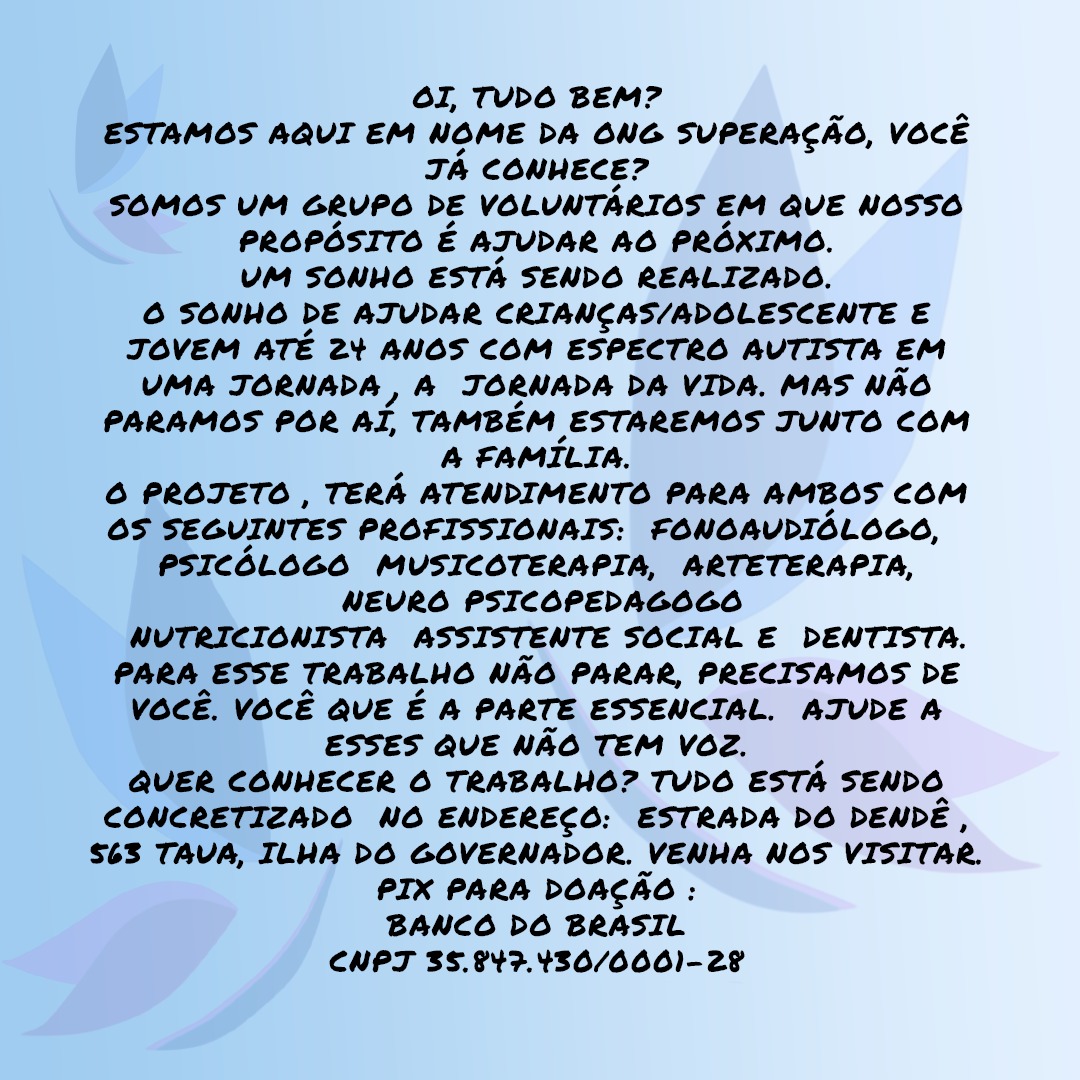 OI, TUDO BEM?
ESTAMOS AQUI EM NOME DA ONG SUPERAÇÃO, VOCÊ
JÁ CONHECE?
SOMOS UM GRUPO DE VOLUNTÁRIOS EM QUE NOSSO
PROPÓSITO É AJUDAR AO PRÓXIMO.
UM SONHO ESTÁ SENDO REALIZADO.
O SONHO DE AJUDAR CRIANÇAS/ADOLESCENTE E
JOVEM ATÉ 24 ANOS COM ESPECTRO AUTISTA EM
UMA JORNADA , A JORNADA DA VIDA. MAS NÃO
PARAMOS POR AÍ, TAMBÉM ESTAREMOS JUNTO COM
A FAMÍLIA.
O PROJETO , TERÁ ATENDIMENTO PARA AMBOS COM
OS SEGUINTES PROFISSIONAIS: FONOAUDIÓLOGO,
PSICÓLOGO MUSICOTERAPIA, ARTETERAPIA,
NEURO PSICOPEDAGOGO
NUTRICIONISTA ASSISTENTE SOCIAL E DENTISTA.
PARA ESSE TRABALHO NÃO PARAR, PRECISAMOS DE
VOCÊ. VOCÊ QUE É A PARTE ESSENCIAL. AJUDE A
ESSES QUE NÃO TEM VOZ.
QUER CONHECER O TRABALHO? TUDO ESTÁ SENDO
CONCRETIZADO NO ENDEREÇO: ESTRADA DO DENDÊ ,
563 TAUA, ILHA DO GOVERNADOR. VENHA NOS VISITAR.
PIX PARA DOAÇÃO :
BANCO DO BRASIL
CNPJ 35.847.430/0001-28